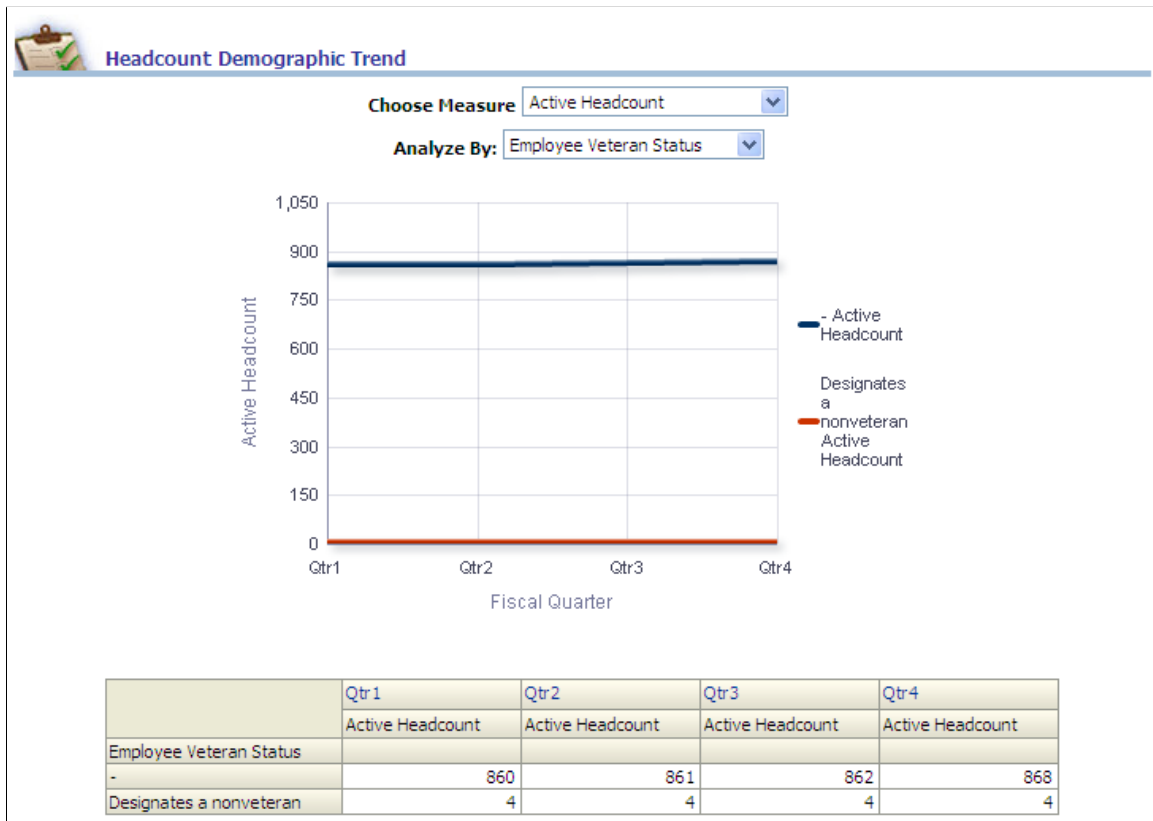 Headcount Demographic Trend
Choose Measure Active Headcount
Analyze By: Employee Veteran Status
1,050
900
750
600
450
300
150
0
Active Headcount
Qtr1 Qtr2 Qtr3 Qtr4
Fiscal Quarter
- Active
Headcount
Designates
a
nonveteran
Active
Headcount
Qtr1 Qtr2 Qtr3 Qtr4
Active Headcount Active Headcount Active Headcount Active Headcount
Employee Veteran Status
- 860 861 862 868
Designates a nonveteran 4 4 4 4